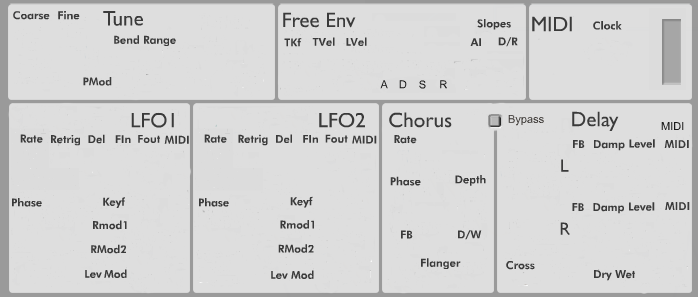 Coarse Fine Tune
Bend Range
PMod
Free Env
Slopes
TKf TVel LVel AI D/R
A D S R
MIDI Clock
LFO1
Rate Retrig Del FIn Fout MIDI
Phase Keyf
Rmod1
RMod2
Lev Mod
LFO2
Rate Retrig Del FIn Fout MIDI
Phase Keyf
Rmod1
RMod2
Lev Mod
Chorus
Rate
Phase Depth
FB D/W
Flanger
Bypass Delay
MIDI
FB Damp Level MIDI
L
FB Damp Level MIDI
R
Cross
Dry Wet